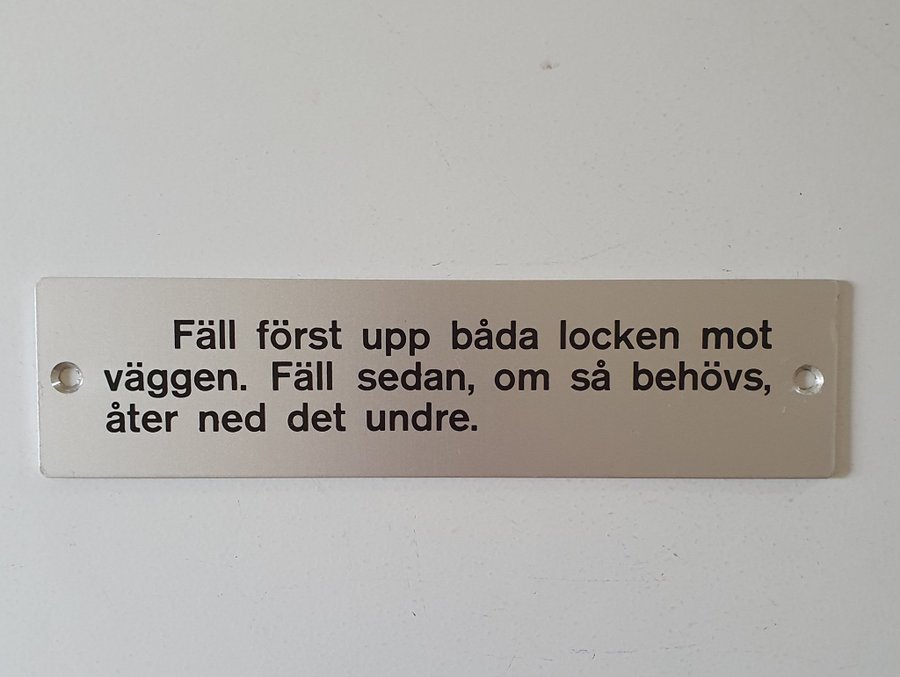 Fäll först upp båda locken mot
väggen. Fäll sedan, om så behövs,
åter ned det undre.